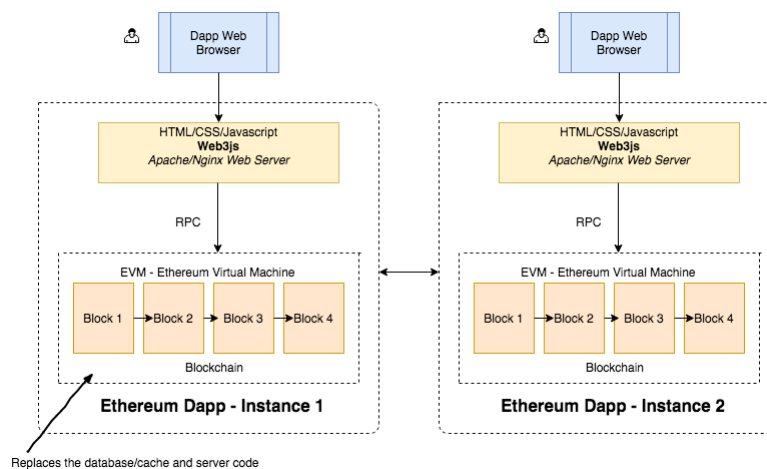 Dapp Web
Browser
HTML/CSS/Javascript
Web3js
Apache/Nginx Web Server
RPC
EVM - Ethereum Virtual Machine
Block 1
Block 2
Block 3
Block 4
Blockchain
Ethereum Dapp - Instance 1
Replaces the database/cache and server code
Dapp Web
Browser
HTML/CSS/Javascript
Web3js
Apache/Nginx Web Server
RPC
EVM - Ethereum Virtual Machine
Block 1
Block 2
Block 3
Block 4
Blockchain
Ethereum Dapp - Instance 2